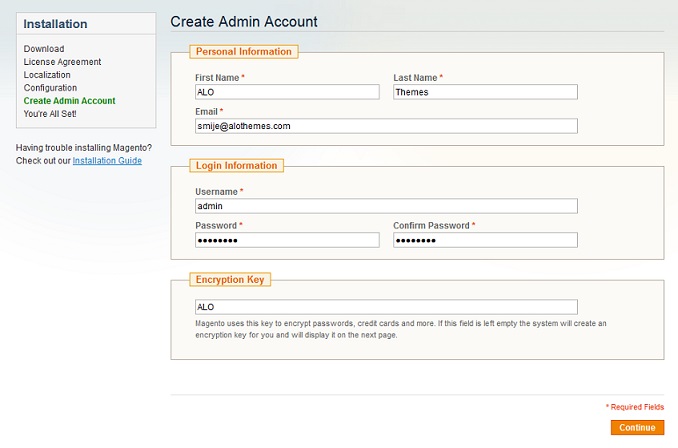 Installation
Download
License Agreement
Localization
Configuration
Create Admin Account
You're All Set!
Having trouble installing Magento?
Check out our Installation Guide
Create Admin Account
Personal Information
First Name *
Last Name *
ALO
Themes
Email *
smije@alothemes.com
Login Information
Username *
admin
Password *
Confirm Password *
●●●●●●●●
●●●●●●●●
Encryption Key
ALO
Magento uses this key to encrypt passwords, credit cards and more. If this field is left empty the system will create an
encryption key for you and will display it on the next page.
* Required Fields
Continue